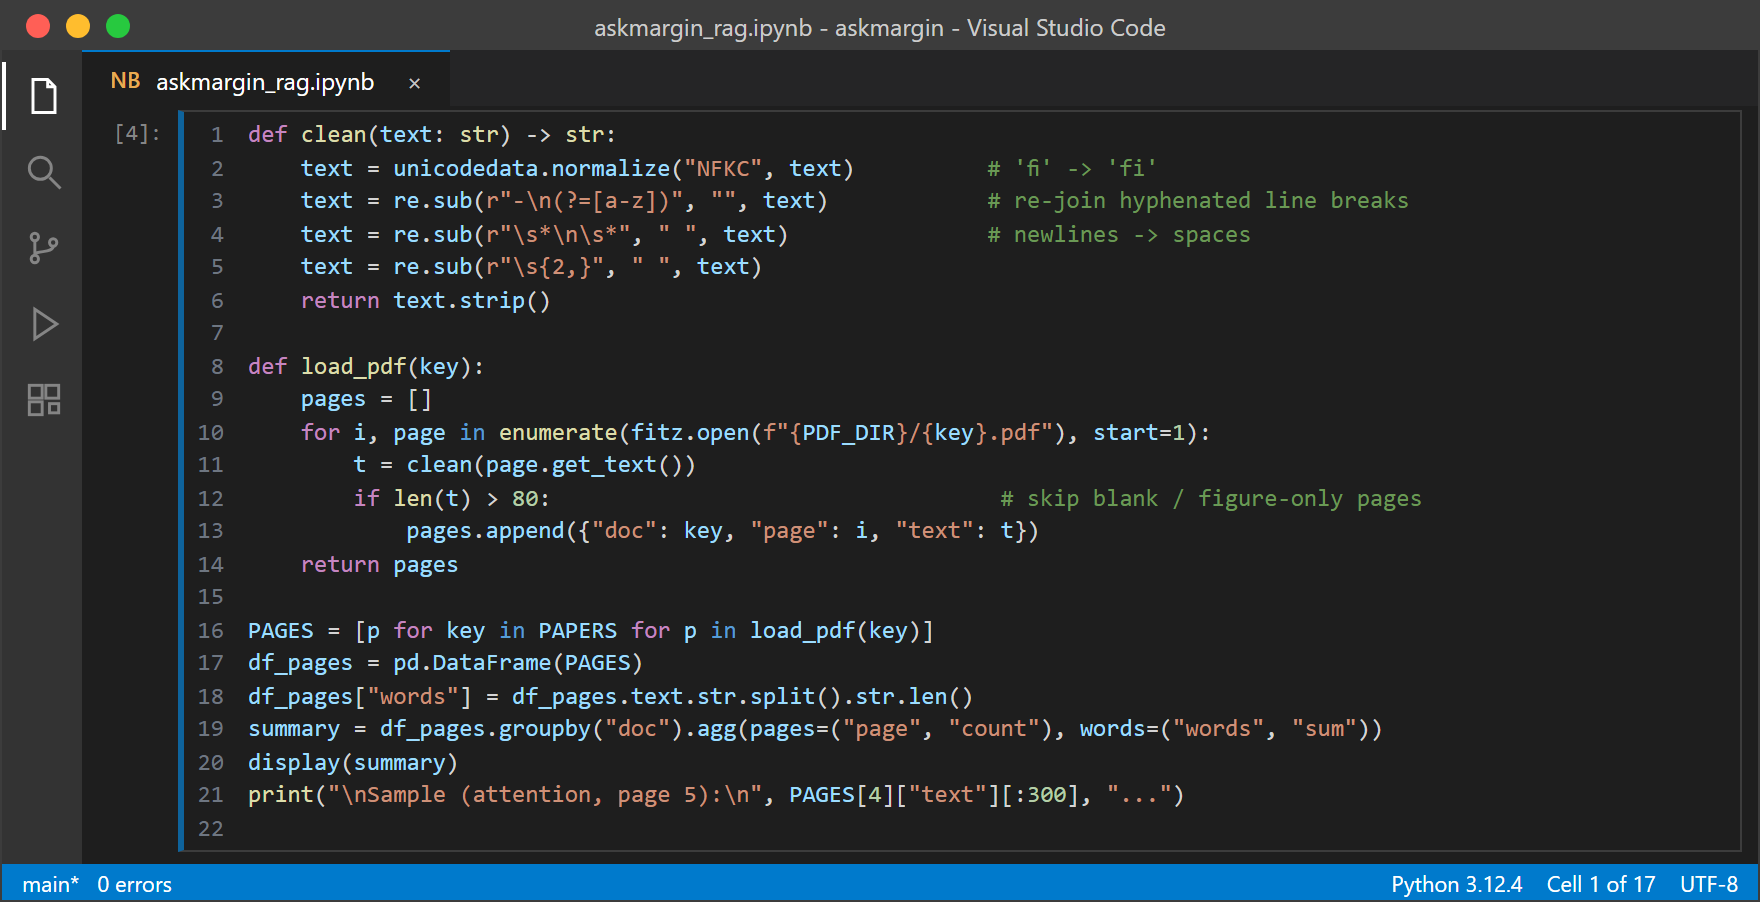 askmargin_rag.ipynb - askmargin - Visual Studio Code
NB askmargin_rag.ipynb ×
[4]:
1 def clean(text: str) -> str:
2     text = unicodedata.normalize("NFKC", text)          # 'ﬁ' -> 'fi'
3     text = re.sub(r"-\n(?=[a-z])", "", text)            # re-join hyphenated line breaks
4     text = re.sub(r"\s*\n\s*", " ", text)               # newlines -> spaces
5     text = re.sub(r"\s{2,}", " ", text)
6     return text.strip()
7
8 def load_pdf(key):
9     pages = []
10     for i, page in enumerate(fitz.open(f"{PDF_DIR}/{key}.pdf"), start=1):
11         t = clean(page.get_text())
12         if len(t) > 80:                                  # skip blank / figure-only pages
13             pages.append({"doc": key, "page": i, "text": t})
14     return pages
15
16 PAGES = [p for key in PAPERS for p in load_pdf(key)]
17 df_pages = pd.DataFrame(PAGES)
18 df_pages["words"] = df_pages.text.str.split().str.len()
19 summary = df_pages.groupby("doc").agg(pages=("page", "count"), words=("words", "sum"))
20 display(summary)
21 print("\nSample (attention, page 5):\n", PAGES[4]["text"][:300], "...")
22
main* 0 errors Python 3.12.4 Cell 1 of 17 UTF-8